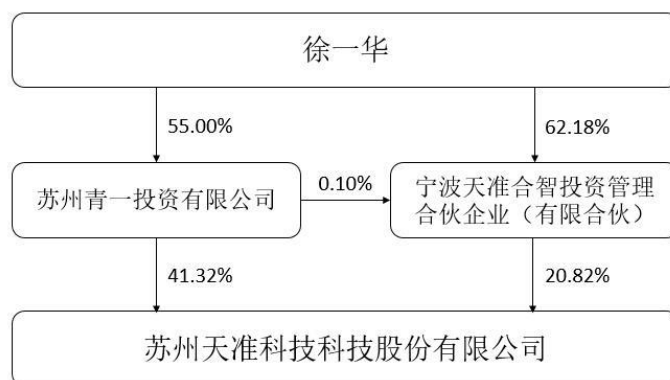 徐一华
55.00%
62.18%
苏州青一投资有限公司
0.10%
宁波天准合智投资管理
合伙企业（有限合伙）
41.32%
20.82%
苏州天准科技科技股份有限公司